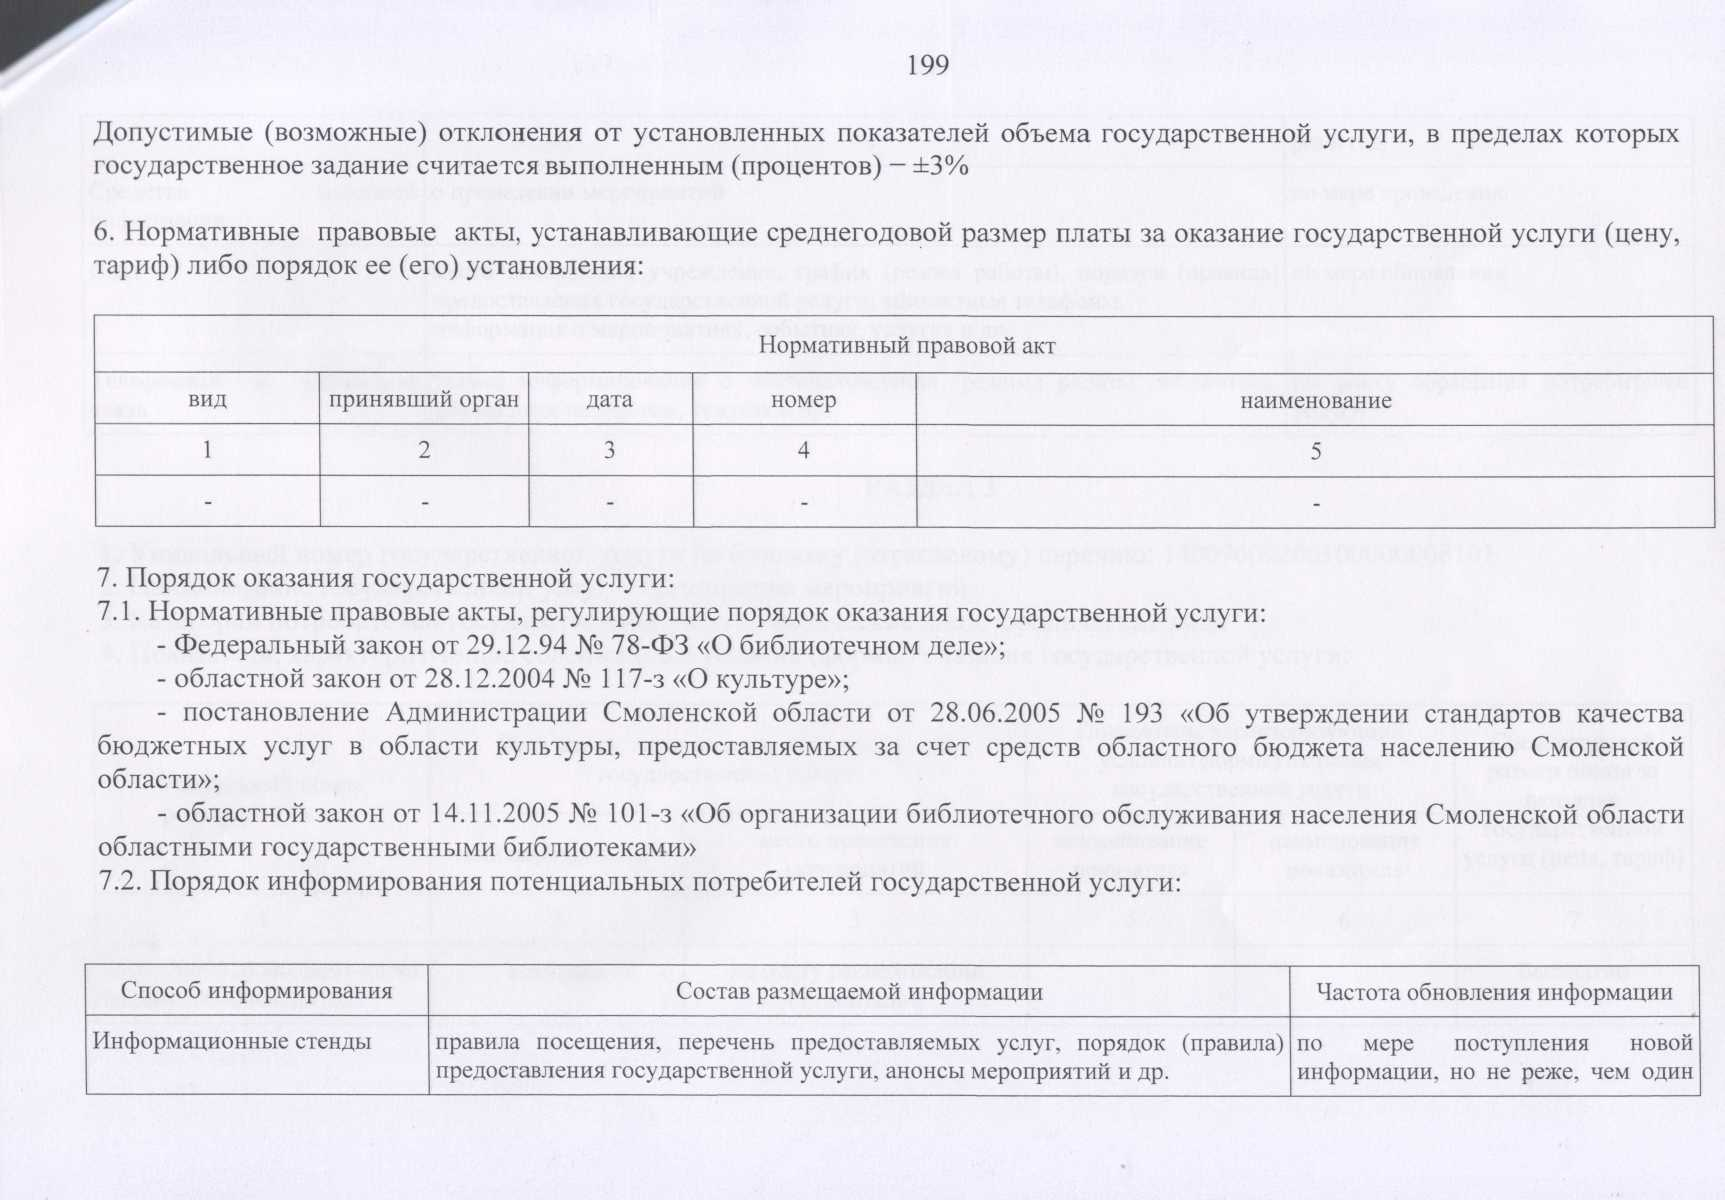 199
Допустимые (возможные) отклонения от установленных показателей объема государственной услуги, в пределах которых
государственное задание считается выполненным (процентов) – ±3%
6. Нормативные правовые акты, устанавливающие среднегодовой размер платы за оказание государственной услуги (цену,
тариф) либо порядок ее (его) установления:
Нормативный правовой акт
вид принявший орган дата номер наименование
1 2 3 4 5
- - - - -
7. Порядок оказания государственной услуги:
7.1. Нормативные правовые акты, регулирующие порядок оказания государственной услуги:
- Федеральный закон от 29.12.94 № 78-ФЗ «О библиотечном деле»;
- областной закон от 28.12.2004 № 117-з «О культуре»;
- постановление Администрации Смоленской области от 28.06.2005 № 193 «Об утверждении стандартов качества
бюджетных услуг в области культуры, предоставляемых за счет средств областного бюджета населению Смоленской
области»;
- областной закон от 14.11.2005 № 101-з «Об организации библиотечного обслуживания населения Смоленской области
областными государственными библиотеками»
7.2. Порядок информирования потенциальных потребителей государственной услуги:
Способ информирования Состав размещаемой информации Частота обновления информации
Информационные стенды правила посещения, перечень предоставляемых услуг, порядок (правила) по мере поступления новой
предоставления государственной услуги, анонсы мероприятий и др. информации, но не реже, чем один